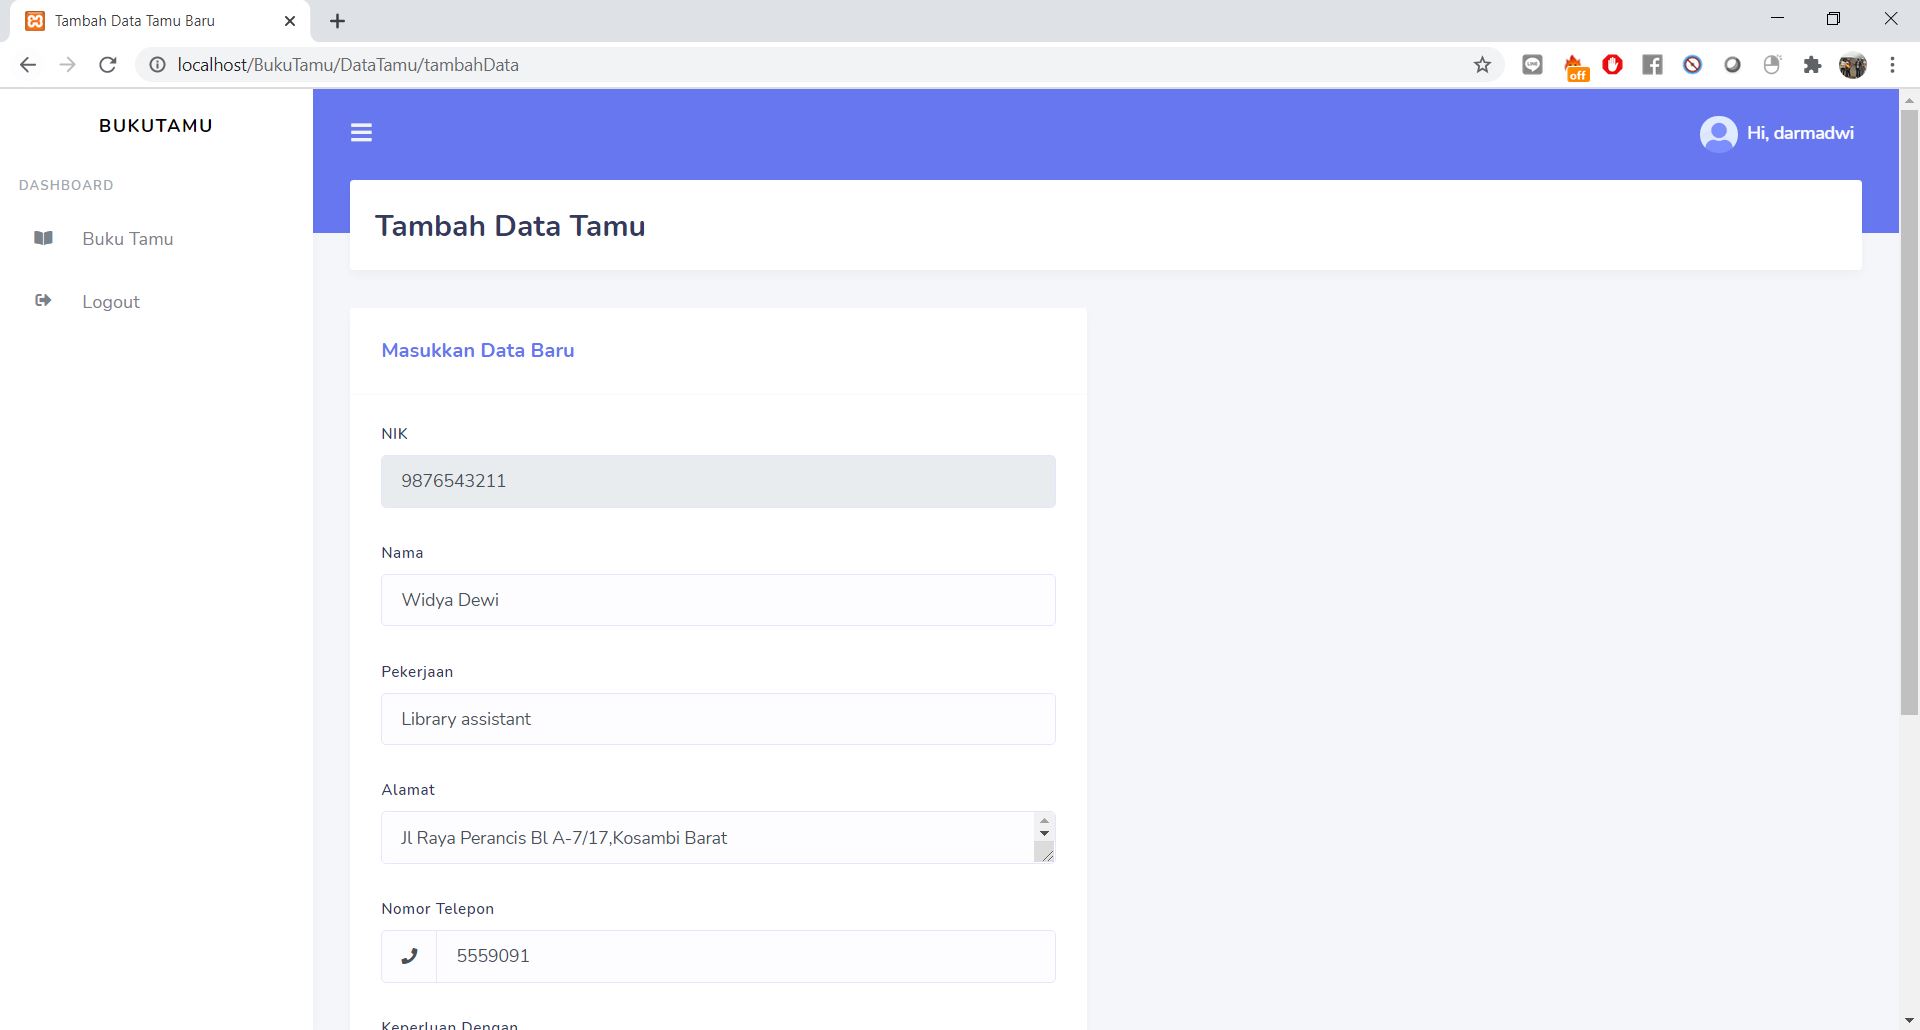 Tambah Data Tamu Baru
localhost/BukuTamu/DataTamu/tambahData
off
BUKUTAMU
Hi, darmadwi
DASHBOARD
Buku Tamu
Logout
Tambah Data Tamu
Masukkan Data Baru
NIK
9876543211
Nama
Widya Dewi
Pekerjaan
Library assistant
Alamat
Jl Raya Perancis Bl A-7/17,Kosambi Barat
Nomor Telepon
5559091
Keperluan Dengan